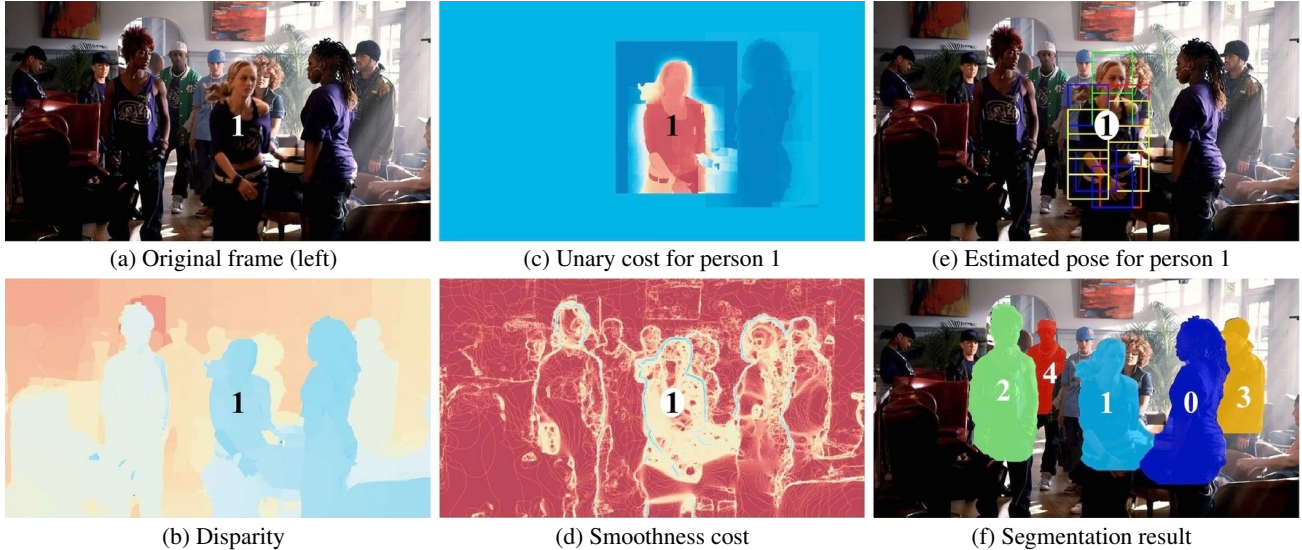 1
1
1
(a) Original frame (left)
(c) Unary cost for person 1
(e) Estimated pose for person 1
1
1
2
4
1
0
3
(b) Disparity
(d) Smoothness cost
(f) Segmentation result